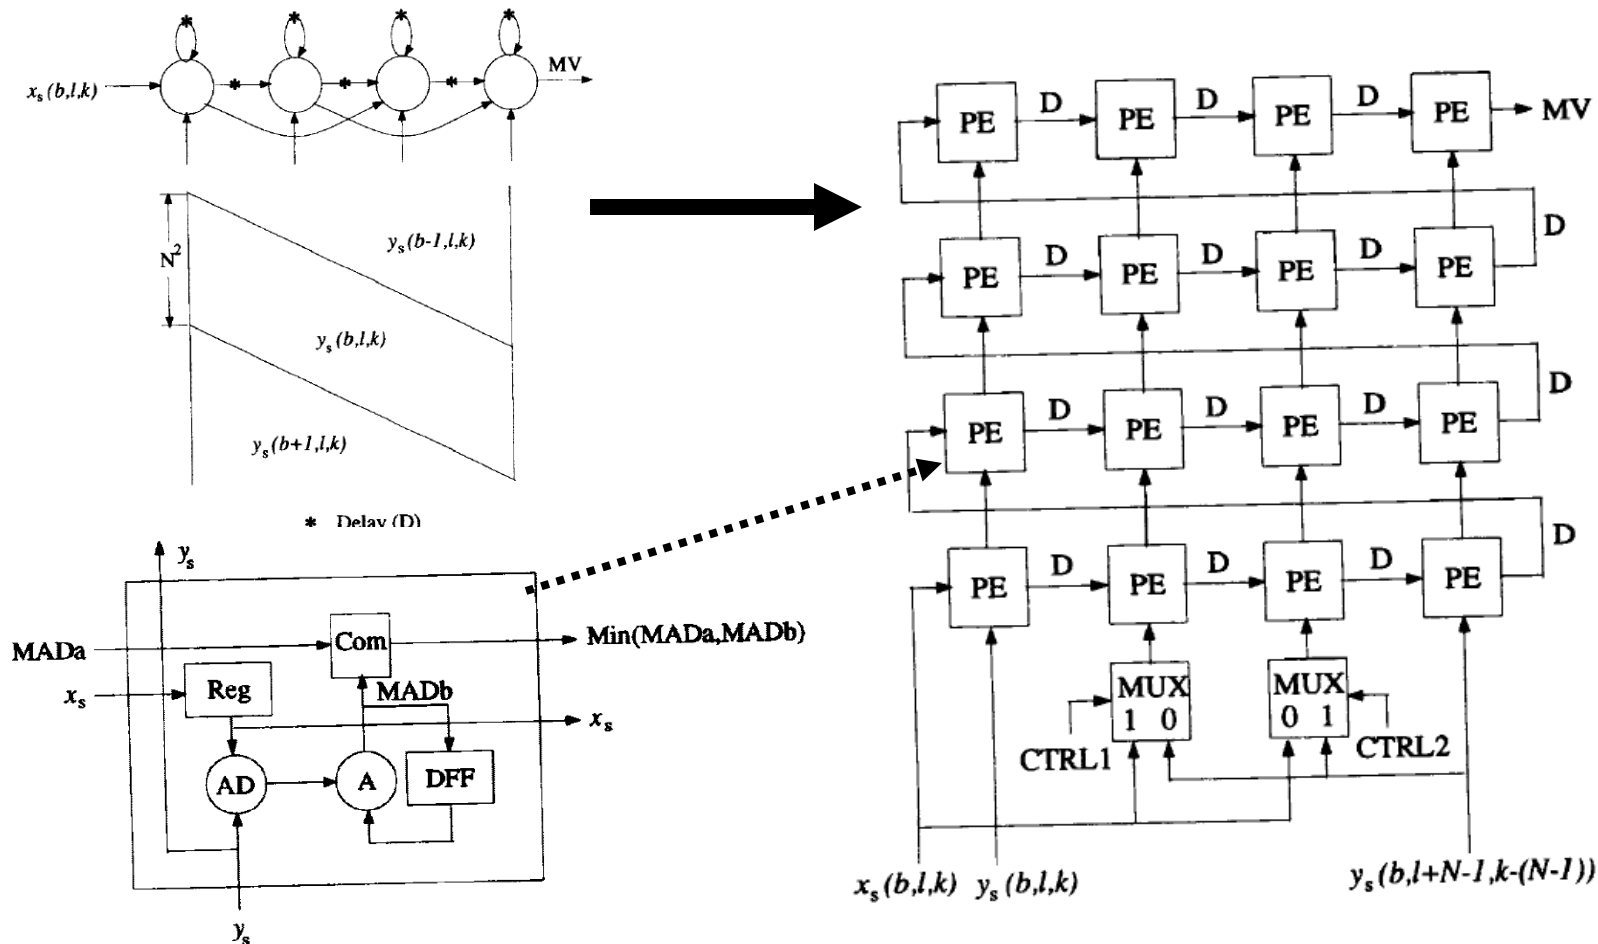 * * * *
x_s(b,l,k) * * * MV
N²
y_s(b-1,l,k)
y_s(b,l,k)
y_s(b+1,l,k)
* Delay (D)
y_s
MADa Com Min(MADa,MADb)
x_s Reg MADb x_s
AD A DFF
y_s
PE D PE D PE D PE MV
D
PE D PE D PE D PE
D
PE D PE D PE D PE
D
PE D PE D PE D PE
MUX MUX
1 0 0 1
CTRL1 CTRL2
x_s(b,l,k) y_s(b,l,k) y_s(b,l+N-1,k-(N-1))